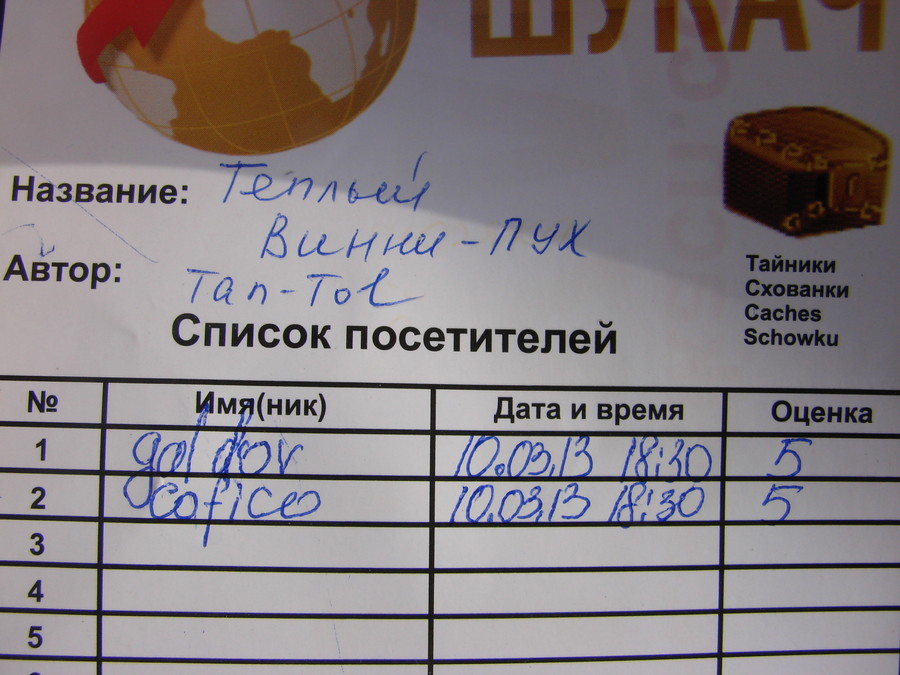 ШУКАЧ
Название: Теплый
Винни-Пух
Автор: Tan-Tol
Тайники
Схованки
Caches
Schowku
Список посетителей
№ Имя(ник) Дата и время Оценка
1 goldov 10.03.13 18:30 5
2 cofico 10.03.13 18:30 5
3
4
5